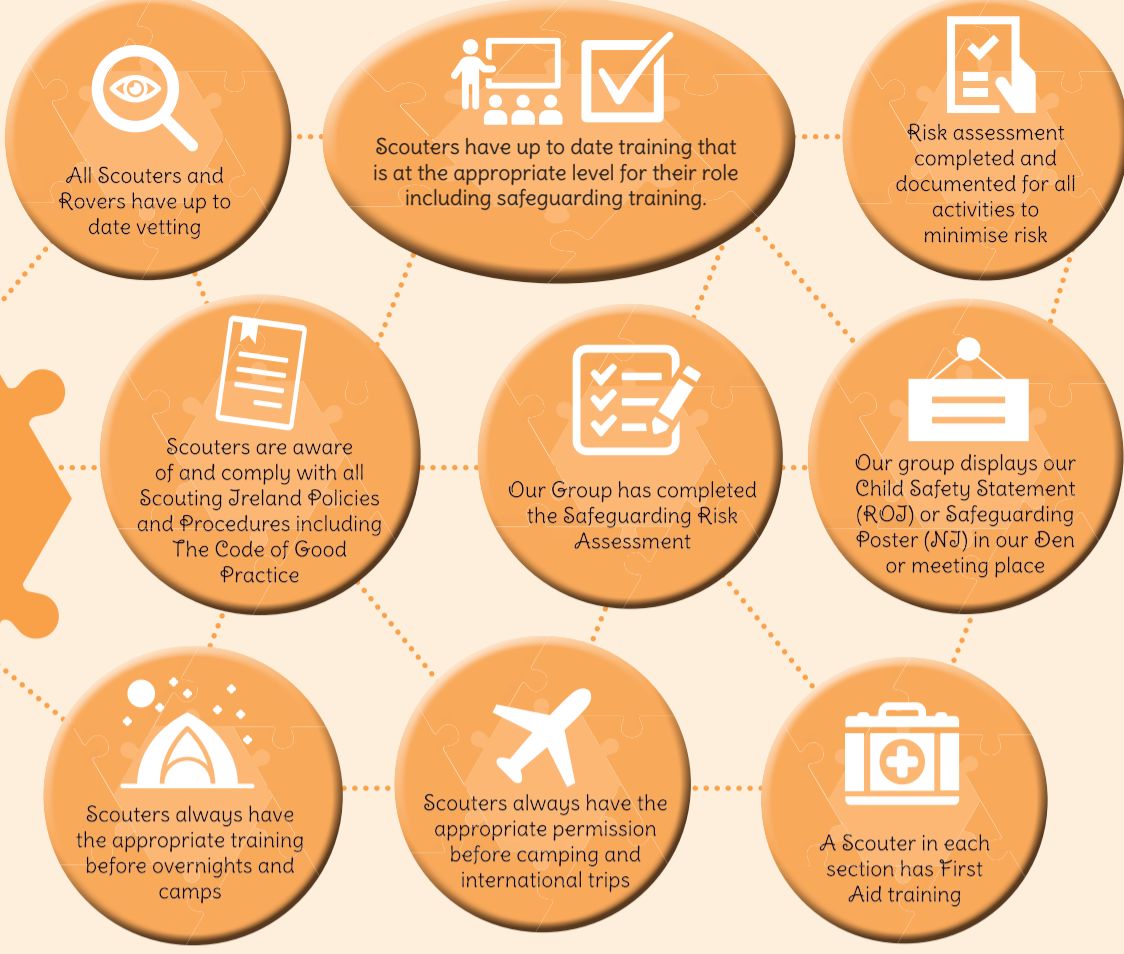 All Scouters and
Rovers have up to
date vetting
Scouters have up to date training that
is at the appropriate level for their role
including safeguarding training.
Risk assessment
completed and
documented for all
activities to
minimise risk
Scouters are aware
of and comply with all
Scouting Ireland Policies
and Procedures including
The Code of Good
Practice
Our Group has completed
the Safeguarding Risk
Assessment
Our group displays our
Child Safety Statement
(ROI) or Safeguarding
Poster (NI) in our Den
or meeting place
Scouters always have
the appropriate training
before overnights and
camps
Scouters always have the
appropriate permission
before camping and
international trips
A Scouter in each
section has First
Aid training